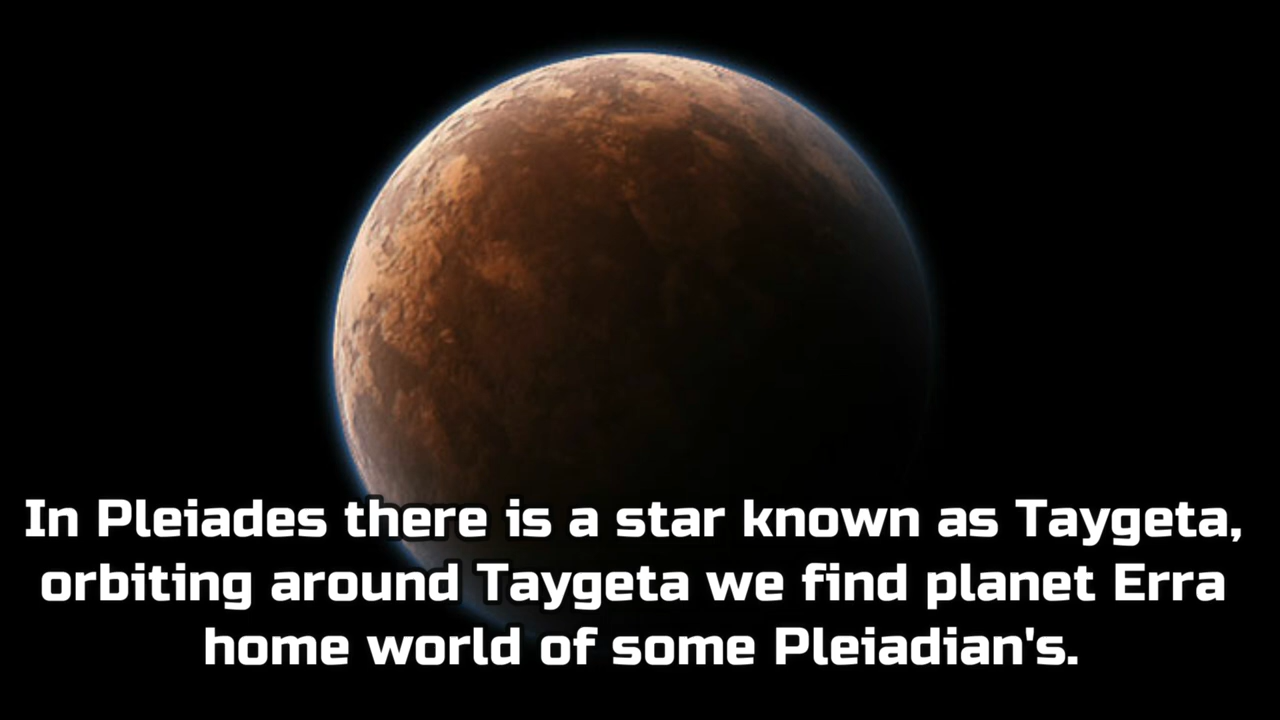 In Pleiades there is a star known as Taygeta,
orbiting around Taygeta we find planet Erra
home world of some Pleiadian's.